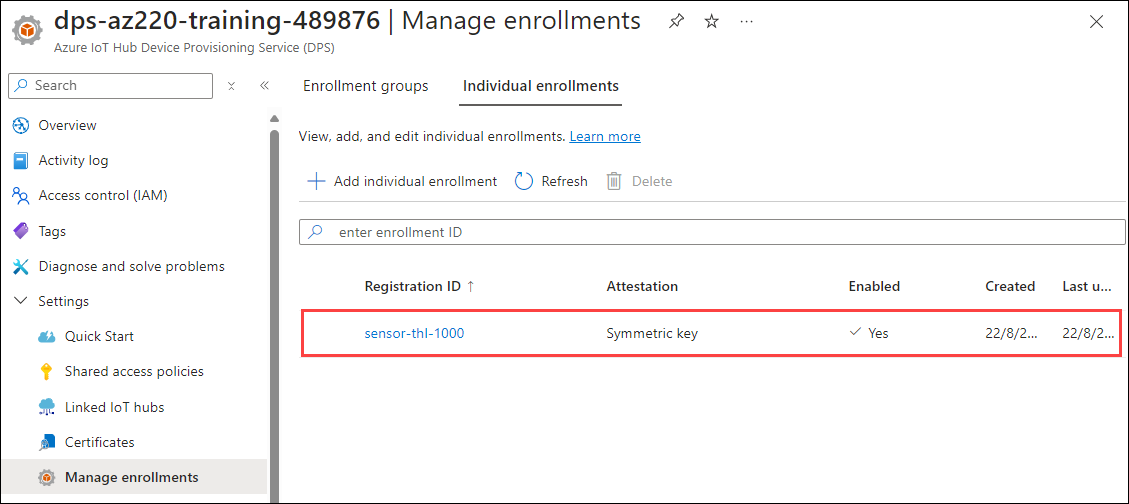 dps-az220-training-489876 | Manage enrollments
Azure IoT Hub Device Provisioning Service (DPS)
Search
Overview
Activity log
Access control (IAM)
Tags
Diagnose and solve problems
Settings
Quick Start
Shared access policies
Linked IoT hubs
Certificates
Manage enrollments
Enrollment groups Individual enrollments
View, add, and edit individual enrollments. Learn more
Add individual enrollment Refresh Delete
enter enrollment ID
Registration ID ↑ Attestation Enabled Created Last u...
sensor-thl-1000 Symmetric key Yes 22/8/2... 22/8/2...